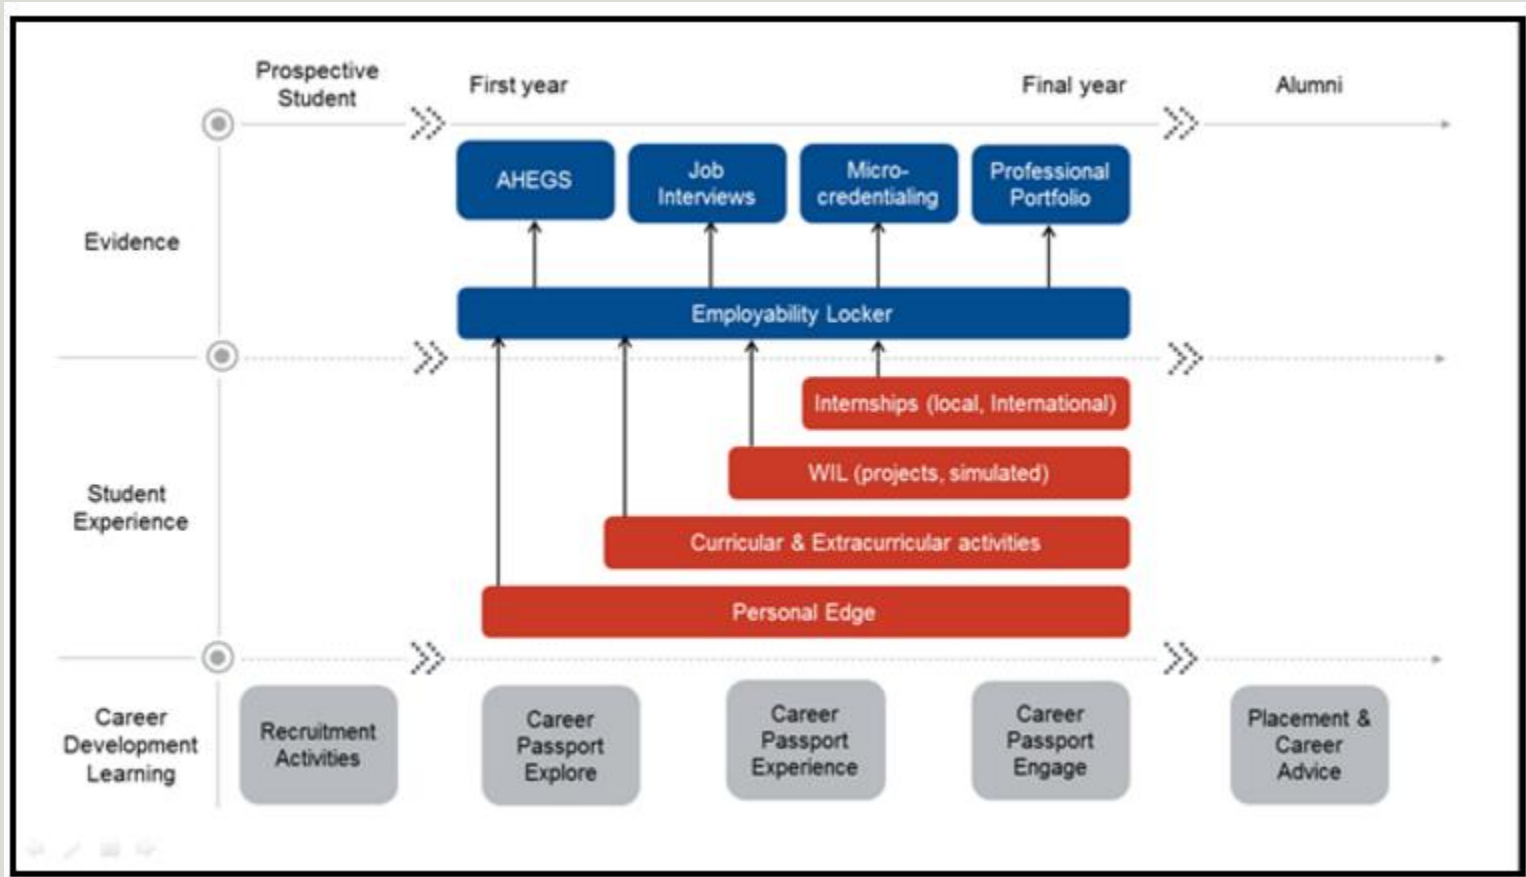 Prospective
Student
First year
Final year
Alumni
AHEGS
Job
Interviews
Micro-
credentialing
Professional
Portfolio
Evidence
Employability Locker
Internships (local, International)
WIL (projects, simulated)
Student
Experience
Curricular & Extracurricular activities
Personal Edge
Career
Development
Learning
Recruitment
Activities
Career
Passport
Explore
Career
Passport
Experience
Career
Passport
Engage
Placement &
Career
Advice